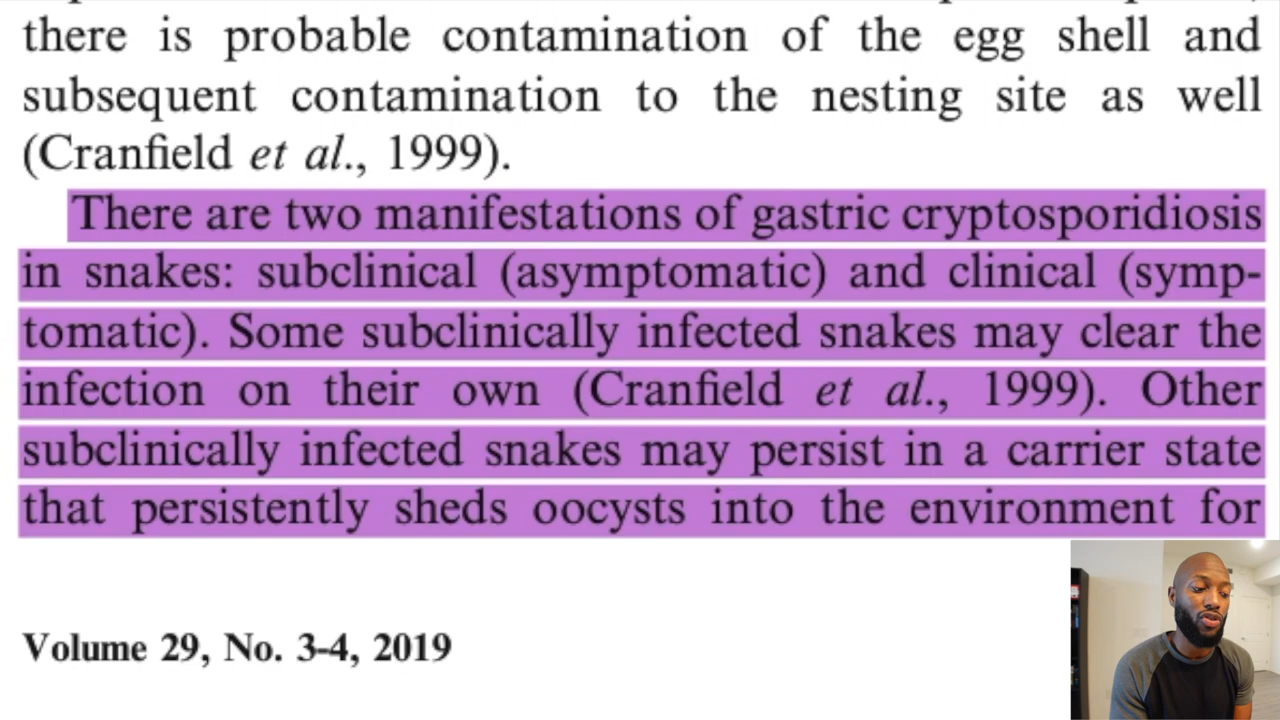 there is probable contamination of the egg shell and
subsequent contamination to the nesting site as well
(Cranfield et al., 1999).
There are two manifestations of gastric cryptosporidiosis
in snakes: subclinical (asymptomatic) and clinical (symp-
tomatic). Some subclinically infected snakes may clear the
infection on their own (Cranfield et al., 1999). Other
subclinically infected snakes may persist in a carrier state
that persistently sheds oocysts into the environment for
Volume 29, No. 3-4, 2019